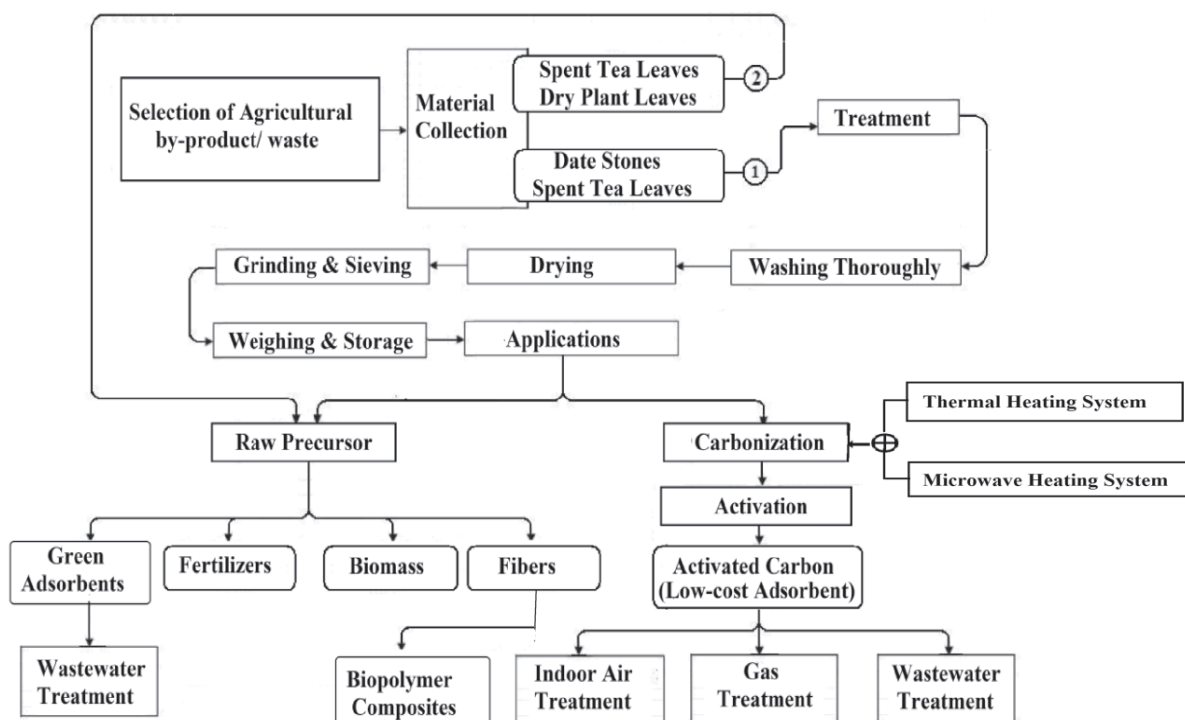 Selection of Agricultural
by-product/ waste
Material
Collection
Spent Tea Leaves
Dry Plant Leaves
2
Date Stones
Spent Tea Leaves
1
Treatment
Grinding & Sieving
Drying
Washing Thoroughly
Weighing & Storage
Applications
Thermal Heating System
Raw Precursor
Carbonization
Microwave Heating System
Activation
Green
Adsorbents
Fertilizers
Biomass
Fibers
Activated Carbon
(Low-cost Adsorbent)
Wastewater
Treatment
Biopolymer
Composites
Indoor Air
Treatment
Gas
Treatment
Wastewater
Treatment